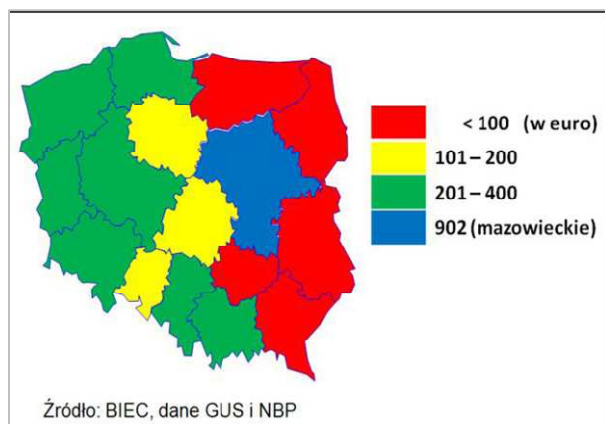 < 100 (w euro)
101 – 200
201 – 400
902 (mazowieckie)
Źródło: BIEC, dane GUS i NBP